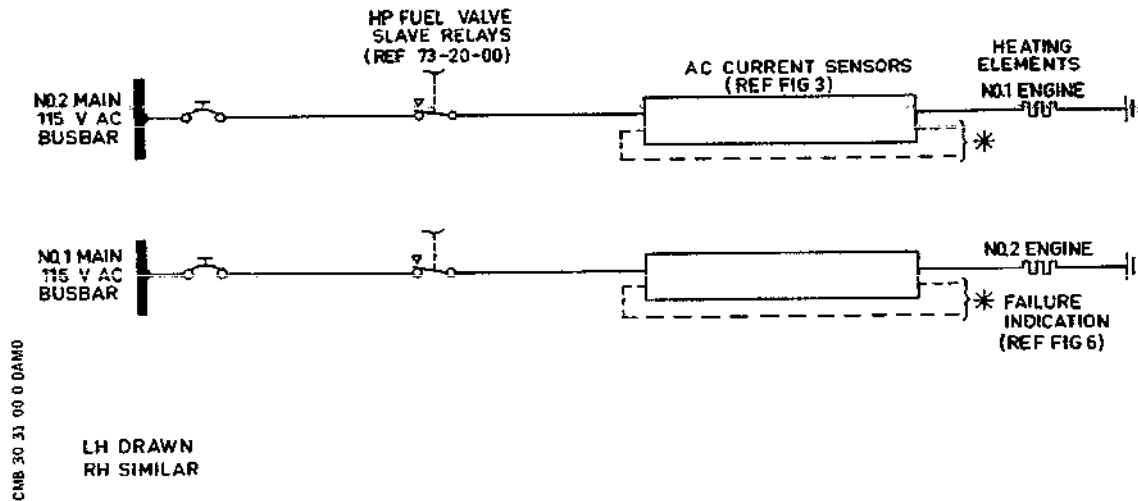 HP FUEL VALVE
SLAVE RELAYS
(REF 73-20-00)
AC CURRENT SENSORS
(REF FIG 3)
HEATING
ELEMENTS
NO.1 ENGINE
NO.2 MAIN
115 V AC
BUSBAR
*
NO.1 MAIN
115 V AC
BUSBAR
NO.2 ENGINE
* FAILURE
INDICATION
(REF FIG 6)
LH DRAWN
RH SIMILAR
CMB 30 31 00 0 0AM0